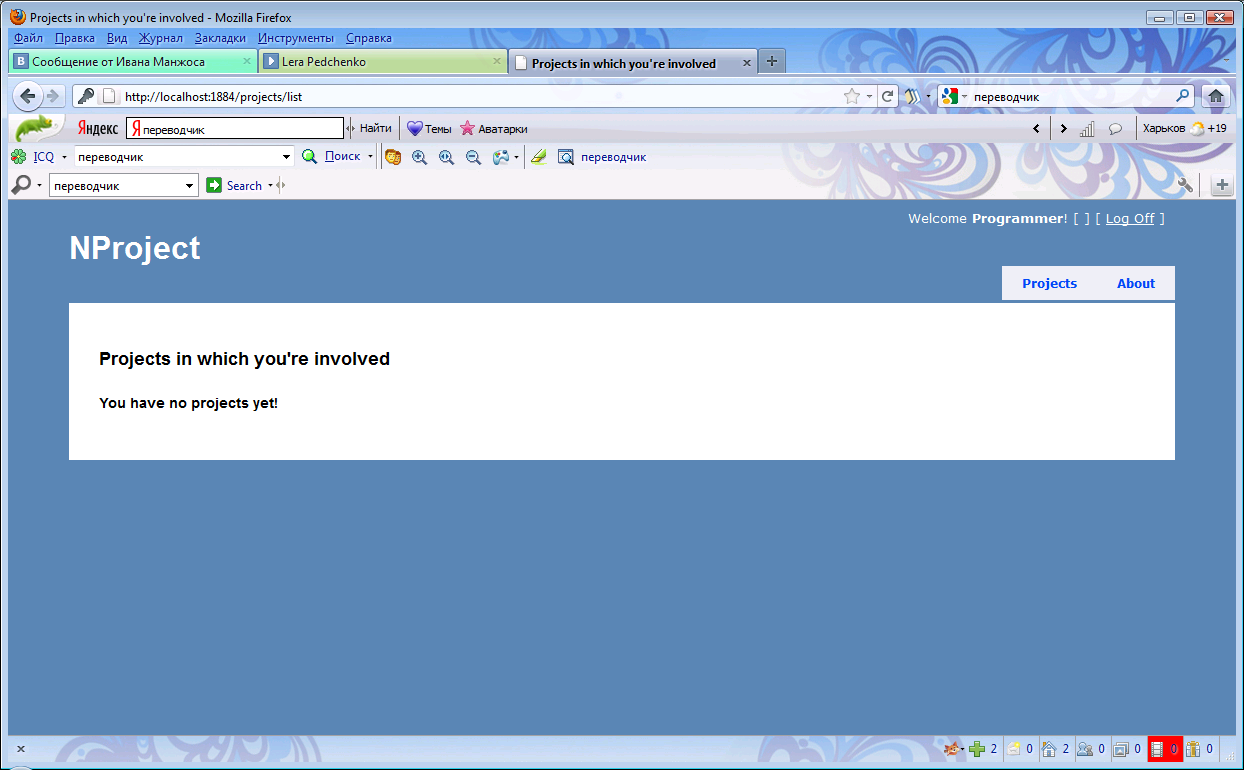 Projects in which you're involved - Mozilla Firefox
Файл Правка Вид Журнал Закладки Инструменты Справка
Сообщение от Ивана Манжоса Lera Pedchenko Projects in which you're involved
http://localhost:1884/projects/list переводчик
Яндекс Я переводчик Найти Темы Аватарки Харьков +19
ICQ переводчик Поиск переводчик
переводчик Search
Welcome Programmer! [ ] [ Log Off ]
NProject
Projects About
Projects in which you're involved
You have no projects yet!
2 0 2 0 0 0 0